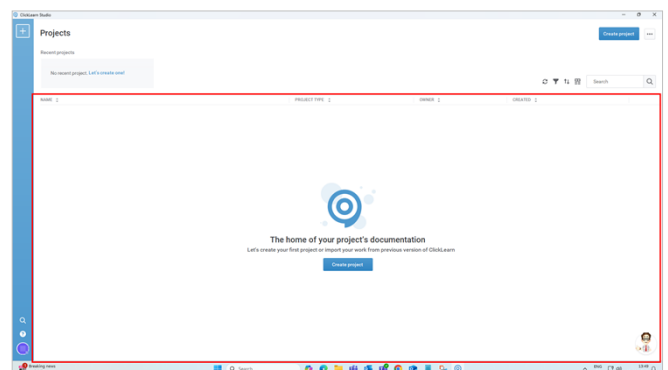 ClickLearn Studio
Projects
Create project
Recent projects
No recent project. Let's create one!
Search
NAME
PROJECT TYPE
OWNER
CREATED
The home of your project's documentation
Let's create your first project or import your work from previous version of ClickLearn
Create project
Breaking news
Search
ENG